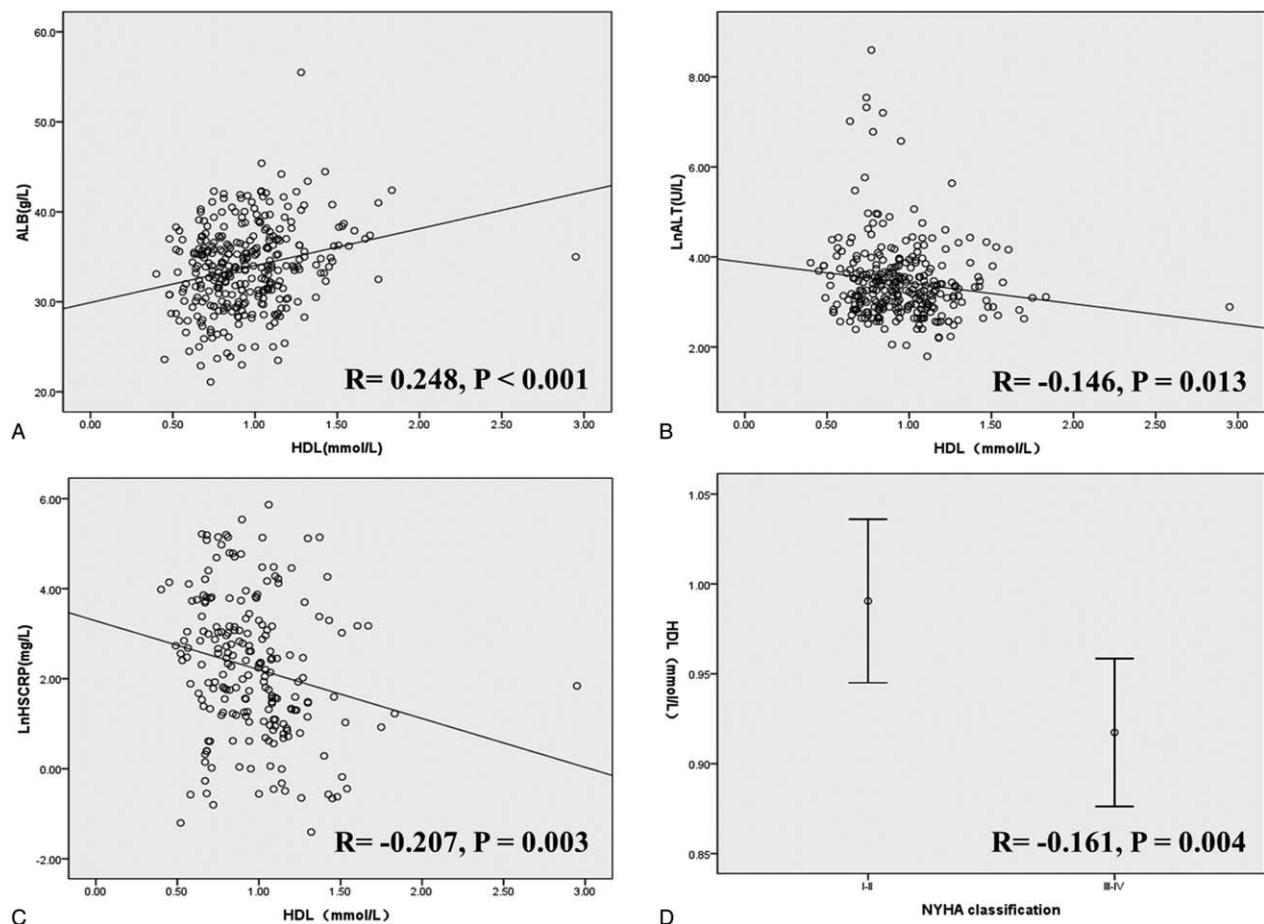 60.0
50.0
40.0
30.0
20.0
ALB(g/L)
R= 0.248, P < 0.001
0.00 0.50 1.00 1.50 2.00 2.50 3.00
HDL(mmol/L)
A
8.00
6.00
4.00
2.00
LnALT(U/L)
R= -0.146, P = 0.013
0.00 0.50 1.00 1.50 2.00 2.50 3.00
HDL（mmol/L）
B
6.00
4.00
2.00
0.00
-2.00
LnHSCRP(mg/L)
R= -0.207, P = 0.003
0.00 0.50 1.00 1.50 2.00 2.50 3.00
HDL（mmol/L）
C
1.05
1.00
0.95
0.90
0.85
HDL（mmol/L）
R= -0.161, P = 0.004
I-II III-IV
NYHA classification
D